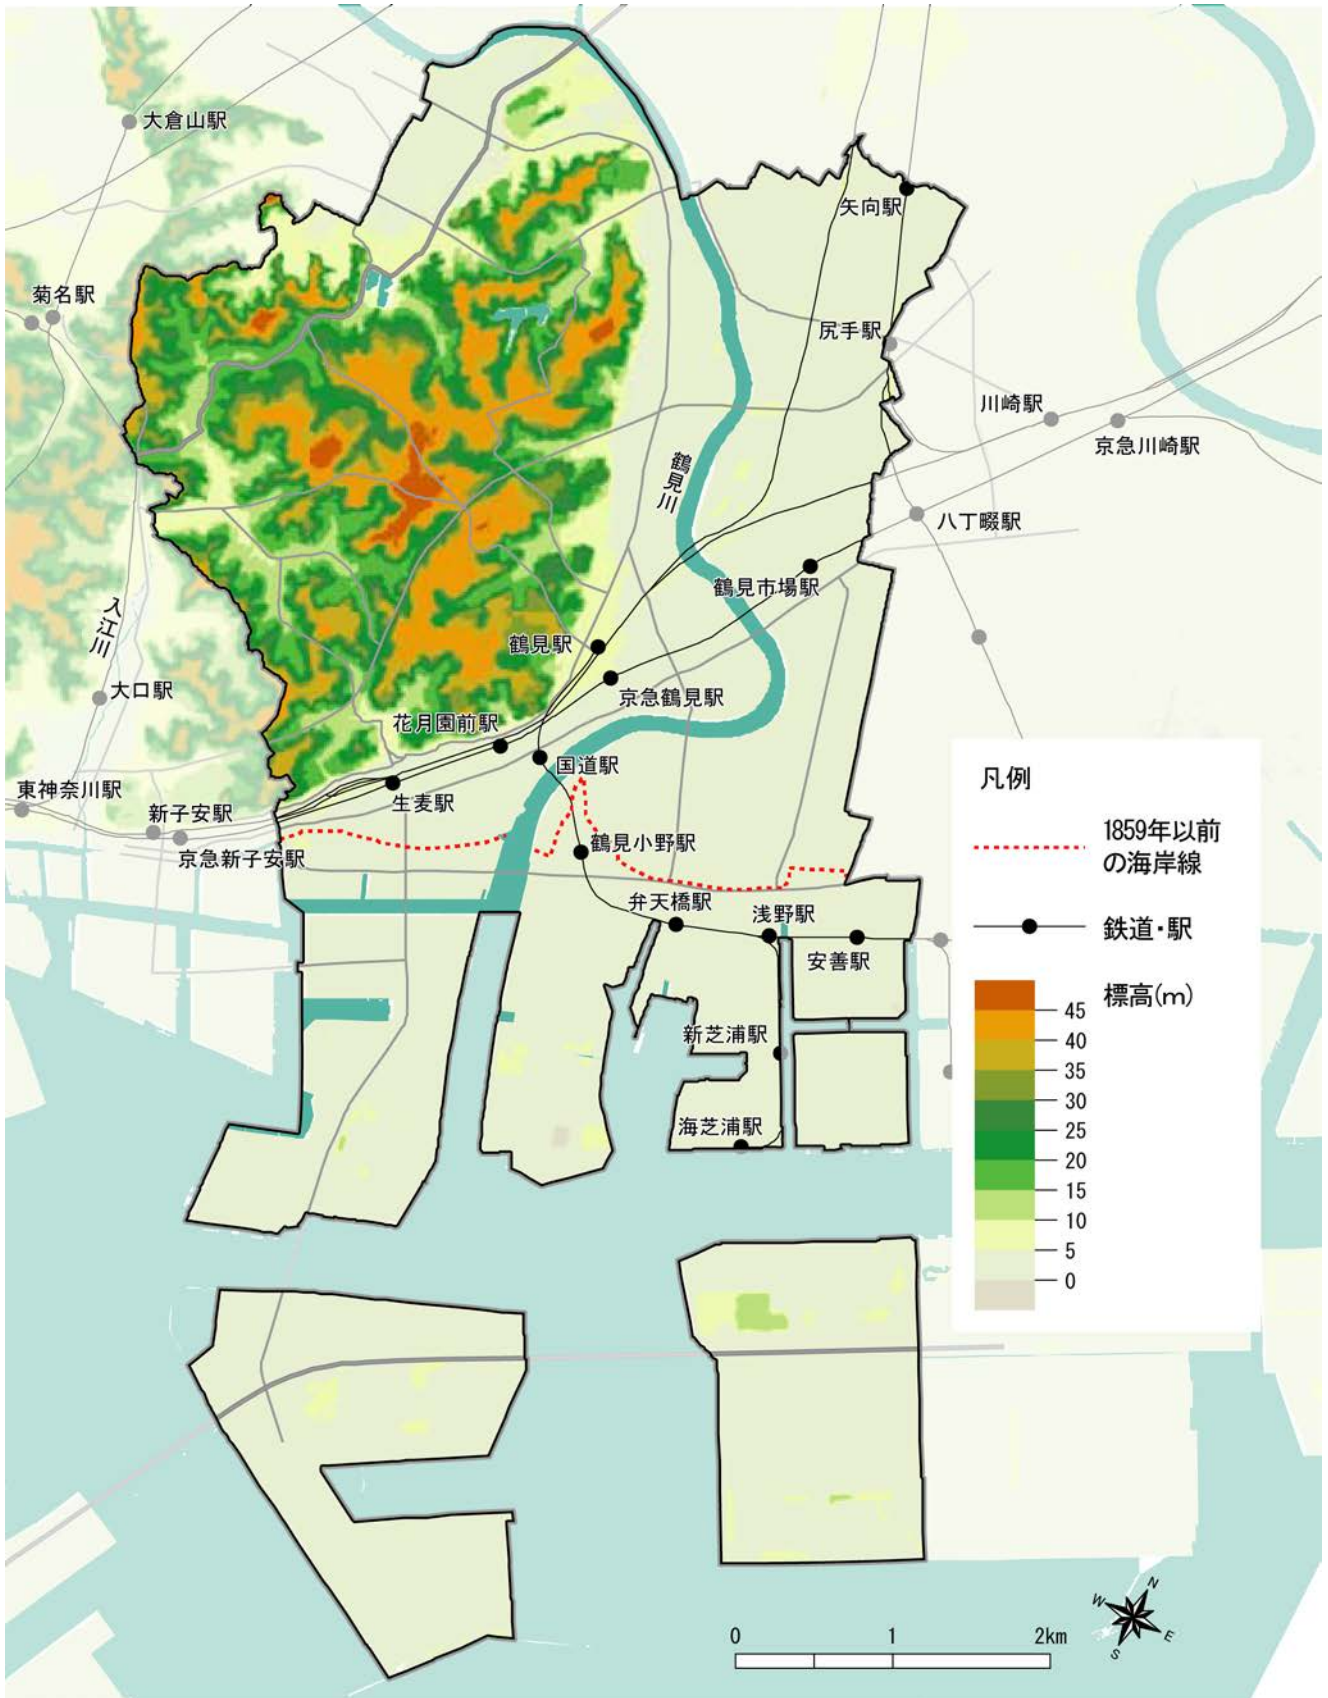 大倉山駅
矢向駅
菊名駅
尻手駅
川崎駅
京急川崎駅
鶴見川
八丁畷駅
鶴見市場駅
入江川
鶴見駅
大口駅
京急鶴見駅
花月園前駅
国道駅
東神奈川駅
生麦駅
新子安駅
鶴見小野駅
京急新子安駅
弁天橋駅
浅野駅
安善駅
新芝浦駅
海芝浦駅
凡例
1859年以前
の海岸線
鉄道・駅
標高(m)
45
40
35
30
25
20
15
10
5
0
N
W
E
S
0 1 2km